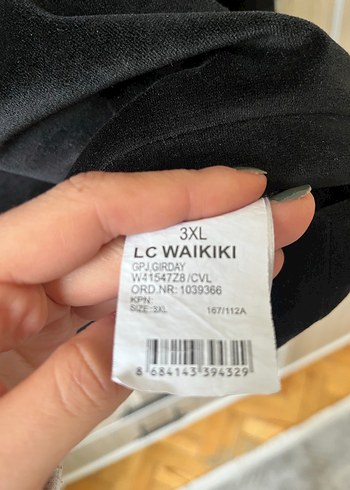 3XL
LC WAIKIKI
GPJ.GIRDAY
W41547Z8/CVL
ORD.NR: 1039366
KPN:
SIZE: 3XL 167/112A
8 684143 394329